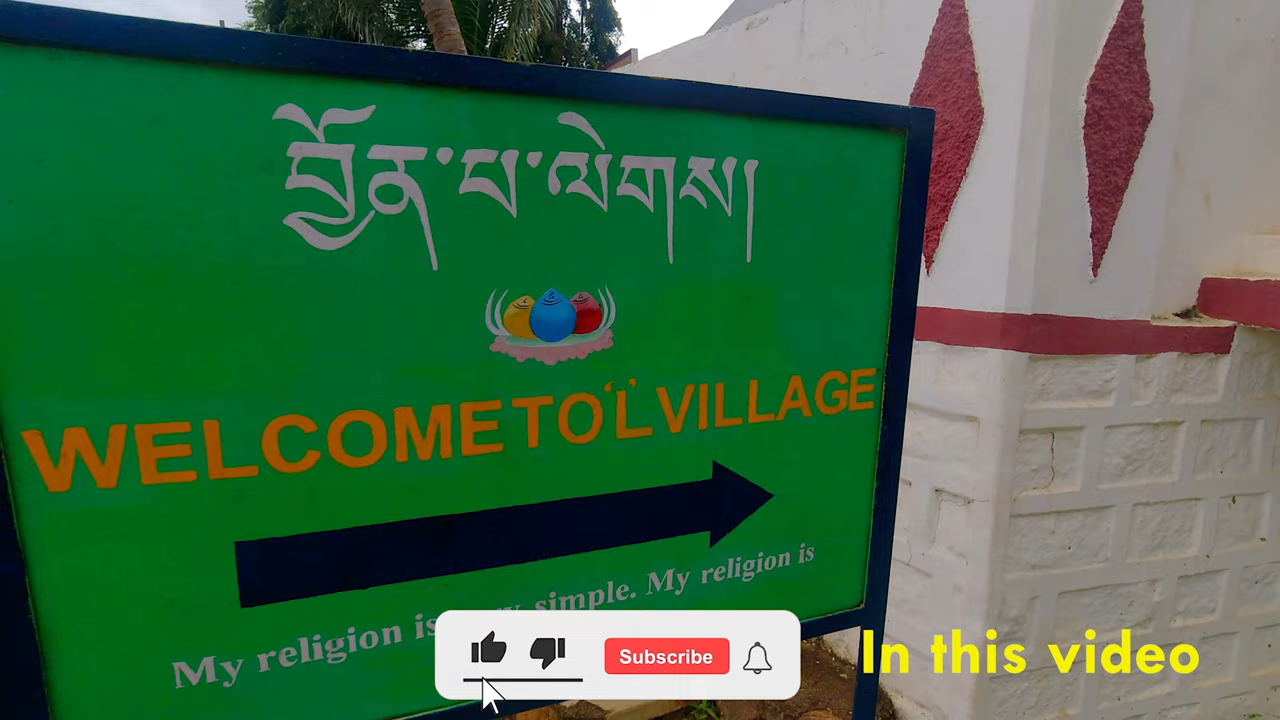 བྱོན་པ་ལེགས།
WELCOME TO 'L' VILLAGE
My religion is simple. My religion is
Subscribe
In this video